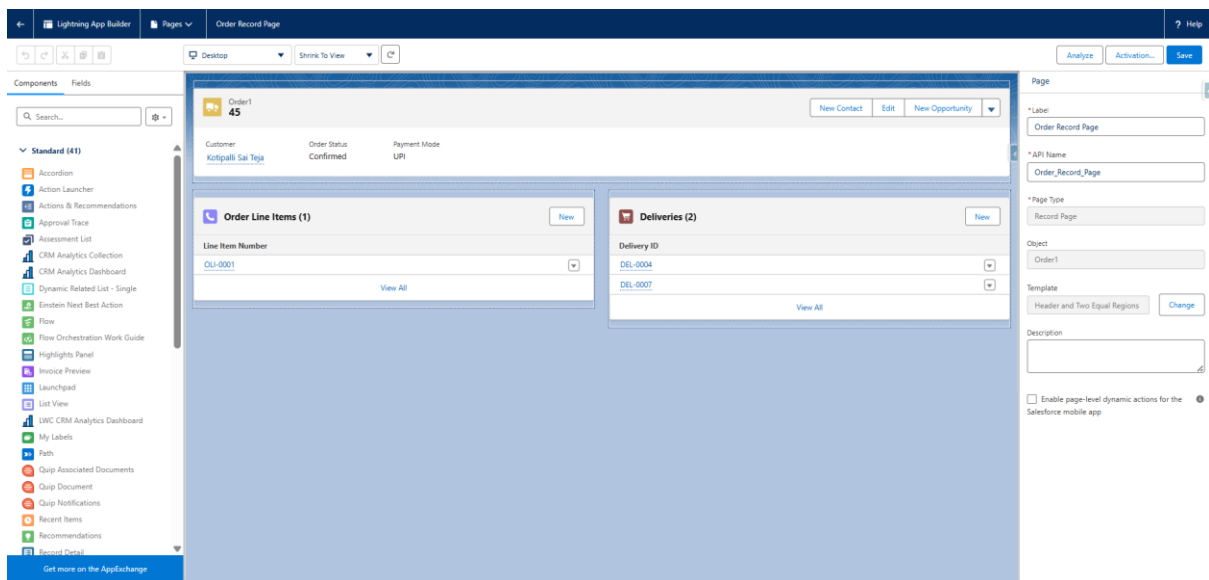 Lightning App Builder
Pages
Order Record Page
? Help
Desktop
Shrink To View
Analyze
Activation...
Save
Components
Fields
Search...
Standard (41)
Accordion
Action Launcher
Actions & Recommendations
Approval Trace
Assessment List
CRM Analytics Collection
CRM Analytics Dashboard
Dynamic Related List - Single
Einstein Next Best Action
Flow
Flow Orchestration Work Guide
Highlights Panel
Invoice Preview
Launchpad
List View
LWC CRM Analytics Dashboard
My Labels
Path
Quip Associated Documents
Quip Document
Quip Notifications
Recent Items
Recommendations
Record Detail
Get more on the AppExchange
Order1
45
New Contact
Edit
New Opportunity
Customer
Order Status
Payment Mode
Kotipalli Sai Teja
Confirmed
UPI
Order Line Items (1)
New
Line Item Number
OLI-0001
View All
Deliveries (2)
New
Delivery ID
DEL-0004
DEL-0007
View All
Page
*Label
Order Record Page
*API Name
Order_Record_Page
*Page Type
Record Page
Object
Order1
Template
Header and Two Equal Regions
Change
Description
Enable page-level dynamic actions for the
Salesforce mobile app